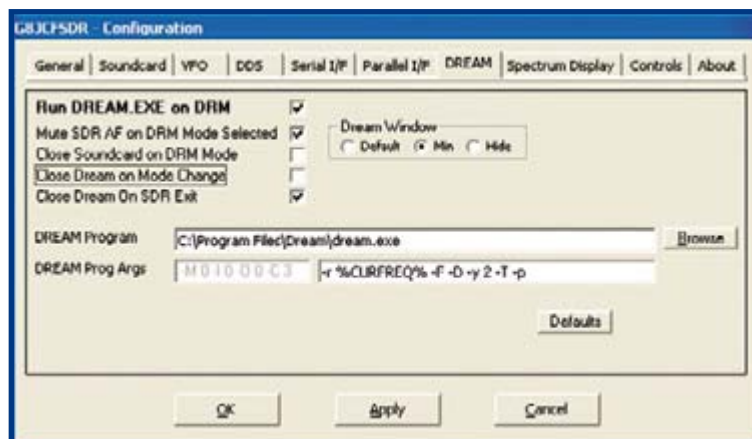 G8JCFSDR - Configuration
General Soundcard VFO DDS Serial I/F Parallel I/F DREAM Spectrum Display Controls About
Run DREAM.EXE on DRM
Mute SDR AF on DRM Mode Selected
Close Soundcard on DRM Mode
Close Dream on Mode Change
Close Dream On SDR Exit
Dream Window
Default Min Hide
DREAM Program C:\Program Files\Dream\dream.exe Browse
DREAM Prog Args -r %CURFREQ% -F -D -y 2 -T -p
Defaults
OK Apply Cancel